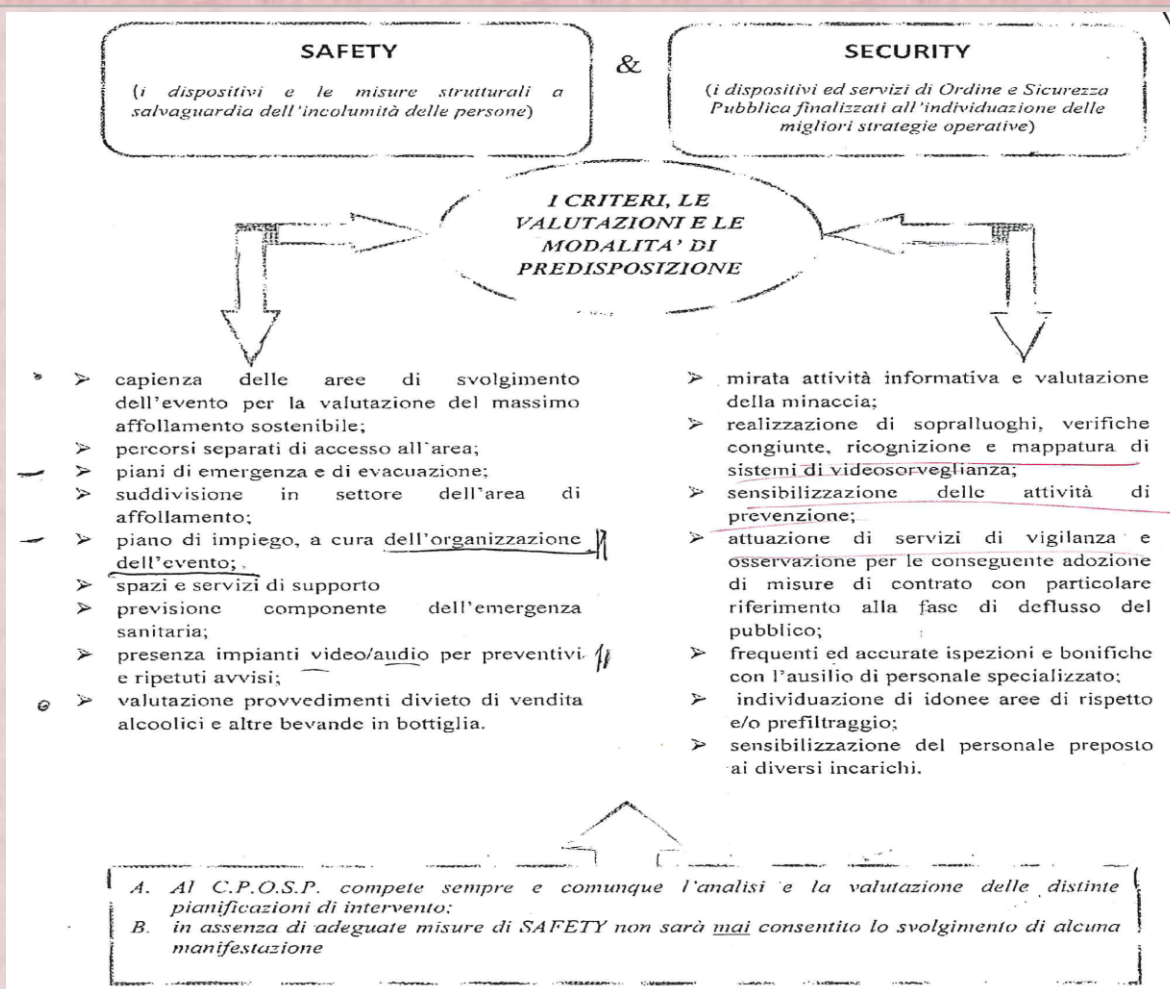 SAFETY
(i dispositivi e le misure strutturali a
salvaguardia dell'incolumità delle persone)
&
SECURITY
(i dispositivi ed servizi di Ordine e Sicurezza
Pubblica finalizzati all'individuazione delle
migliori strategie operative)
I CRITERI, LE
VALUTAZIONI E LE
MODALITA' DI
PREDISPOSIZIONE
➢ capienza delle aree di svolgimento
dell'evento per la valutazione del massimo
affollamento sostenibile;
➢ percorsi separati di accesso all'area;
➢ piani di emergenza e di evacuazione;
➢ suddivisione in settore dell'area di
affollamento;
➢ piano di impiego, a cura dell'organizzazione
dell'evento;
➢ spazi e servizi di supporto
➢ previsione componente dell'emergenza
sanitaria;
➢ presenza impianti video/audio per preventivi
e ripetuti avvisi;
➢ valutazione provvedimenti divieto di vendita
alcoolici e altre bevande in bottiglia.
➢ mirata attività informativa e valutazione
della minaccia;
➢ realizzazione di sopralluoghi, verifiche
congiunte, ricognizione e mappatura di
sistemi di videosorveglianza;
➢ sensibilizzazione delle attività di
prevenzione;
➢ attuazione di servizi di vigilanza e
osservazione per le conseguente adozione
di misure di contrato con particolare
riferimento alla fase di deflusso del
pubblico;
➢ frequenti ed accurate ispezioni e bonifiche
con l'ausilio di personale specializzato;
➢ individuazione di idonee aree di rispetto
e/o prefiltraggio;
➢ sensibilizzazione del personale preposto
ai diversi incarichi.
A. Al C.P.O.S.P. compete sempre e comunque l'analisi e la valutazione delle distinte
pianificazioni di intervento;
B. in assenza di adeguate misure di SAFETY non sarà mai consentito lo svolgimento di alcuna
manifestazione